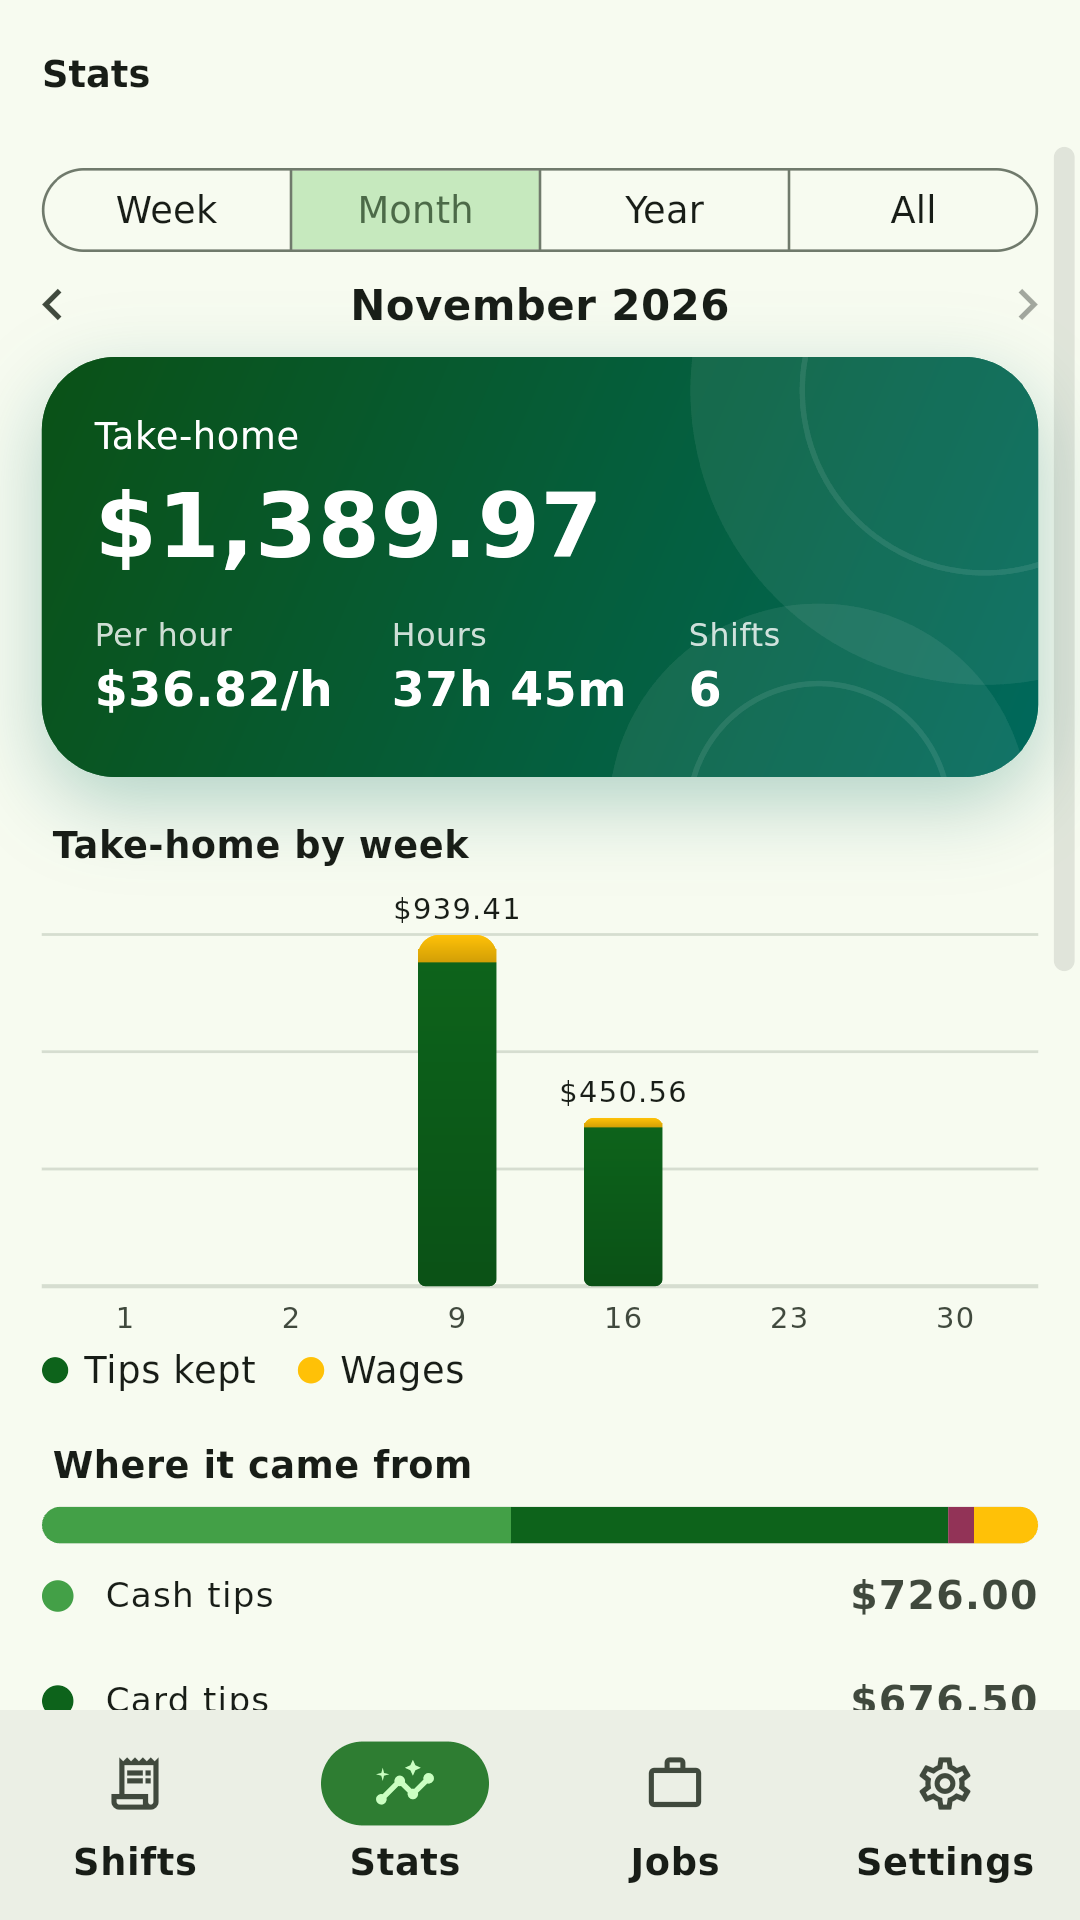 Stats
Week Month Year All
November 2026
Take-home
$1,389.97
Per hour Hours Shifts
$36.82/h 37h 45m 6
Take-home by week
$939.41
$450.56
1 2 9 16 23 30
Tips kept Wages
Where it came from
Cash tips $726.00
Card tips $676.50
Shifts Stats Jobs Settings